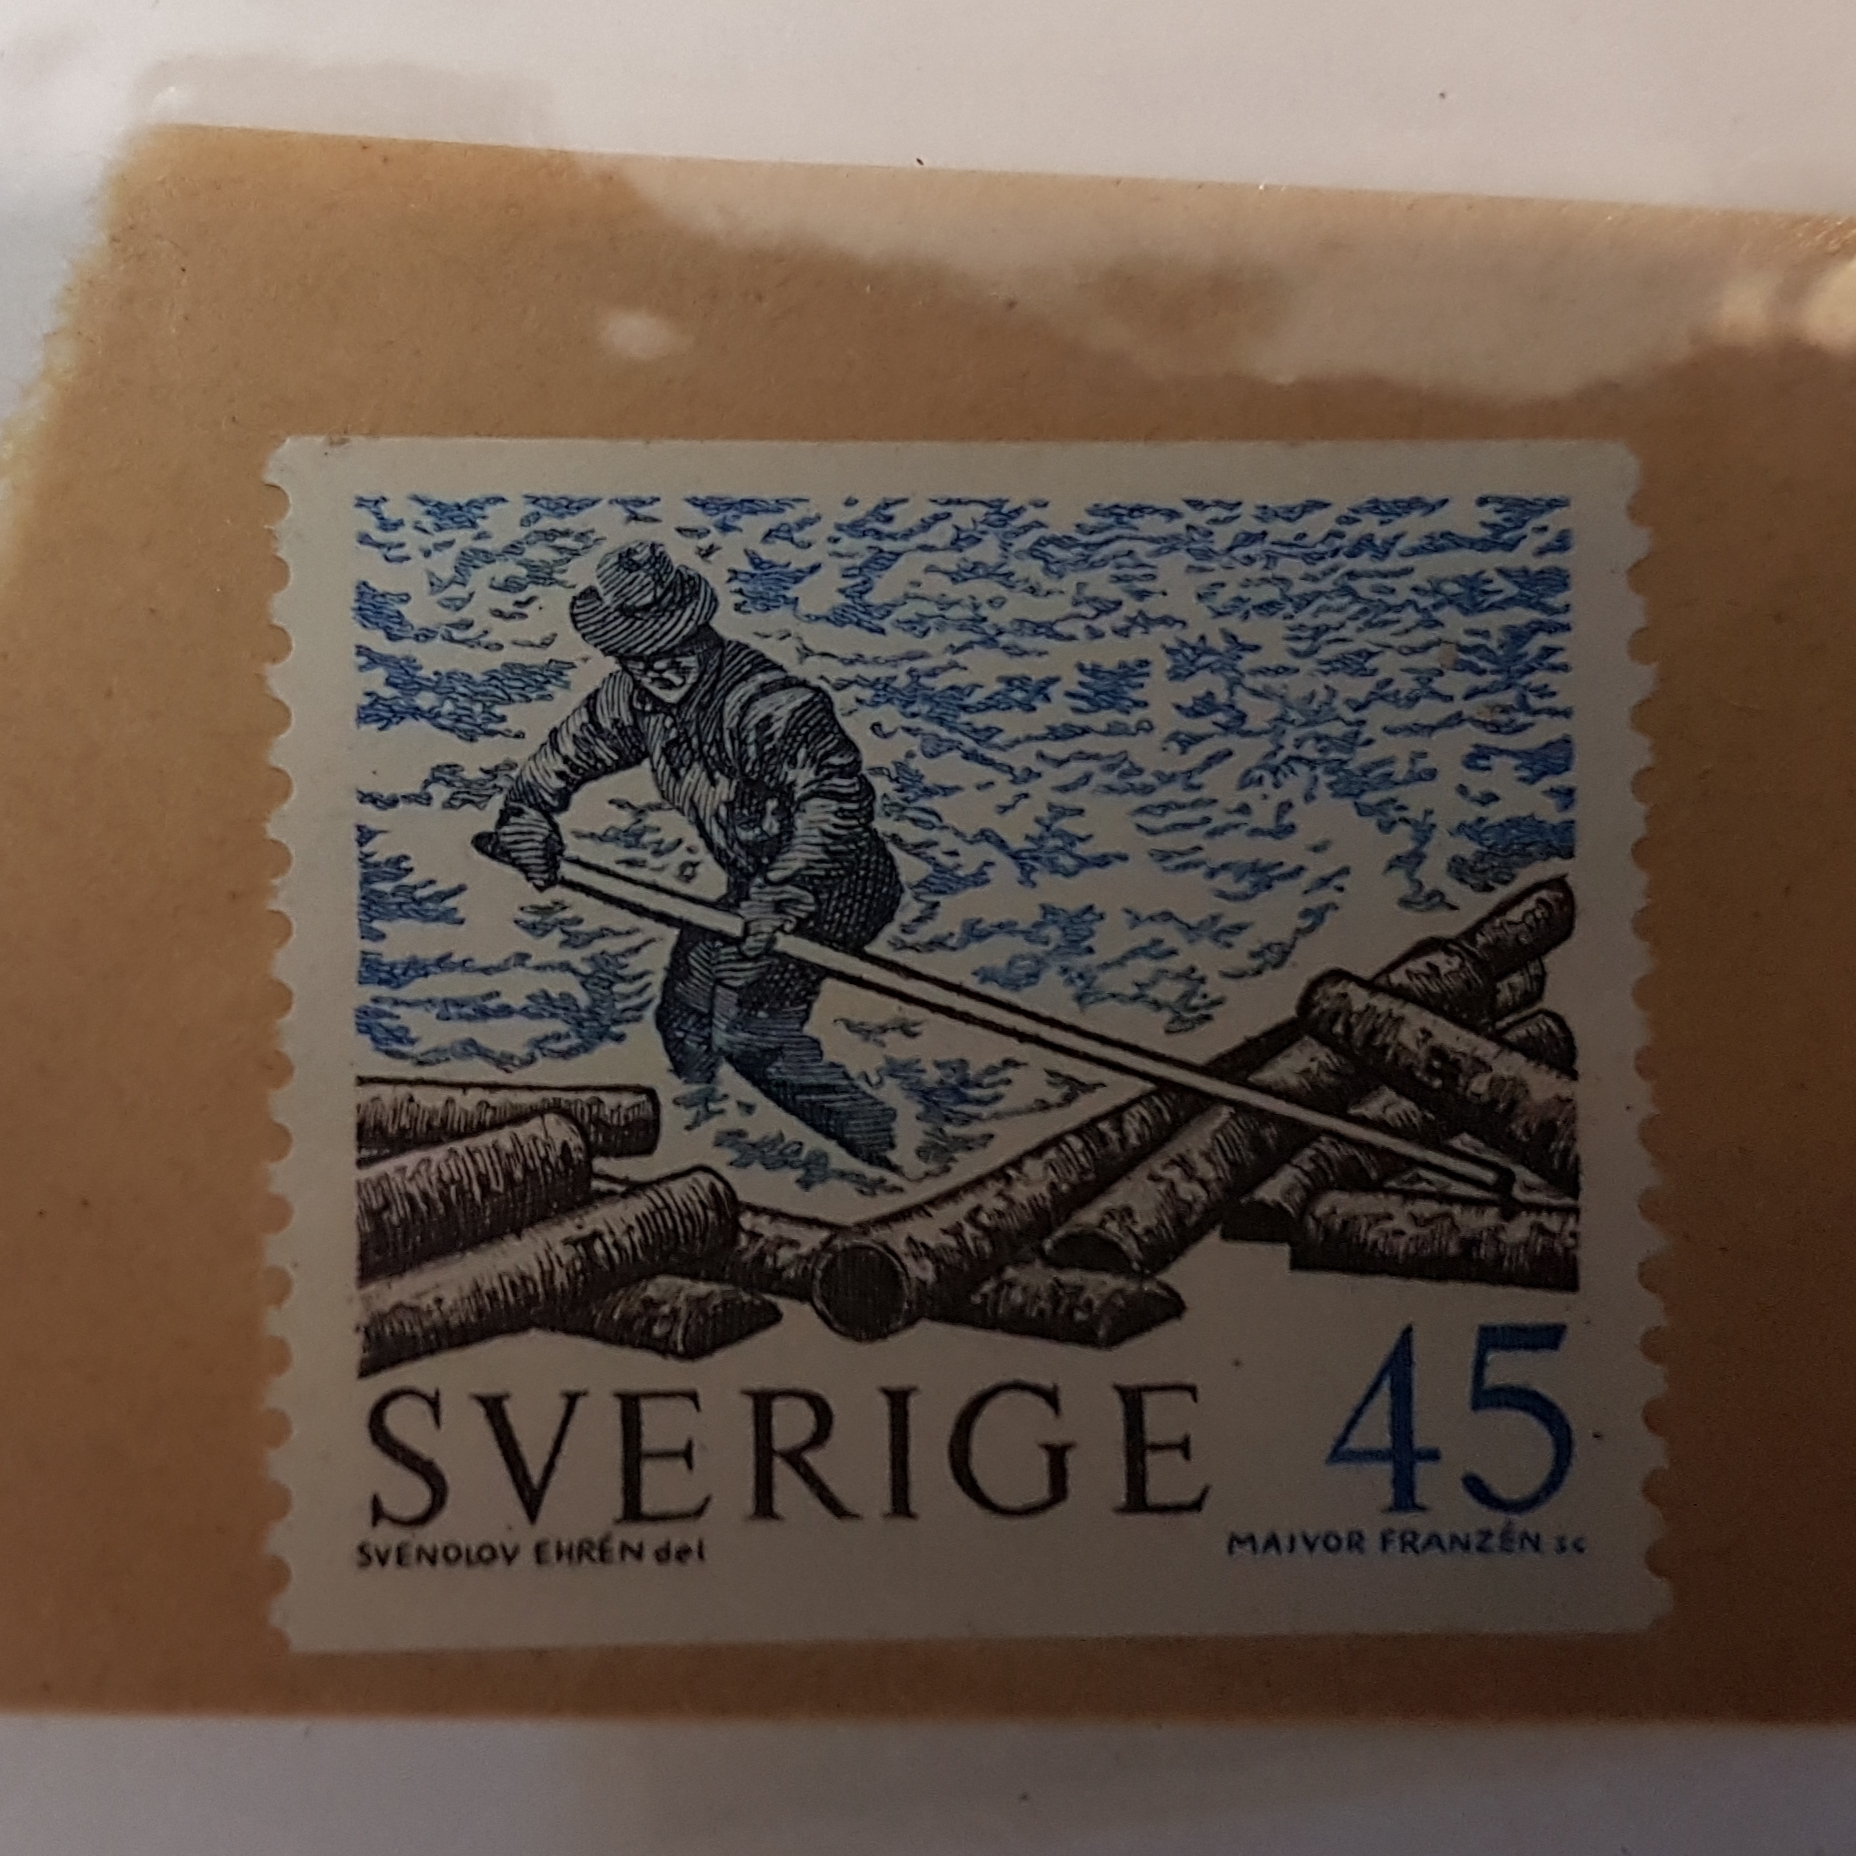 SVERIGE 45
SVENOLOV EHRÉN del MAJVOR FRANZÉN sc